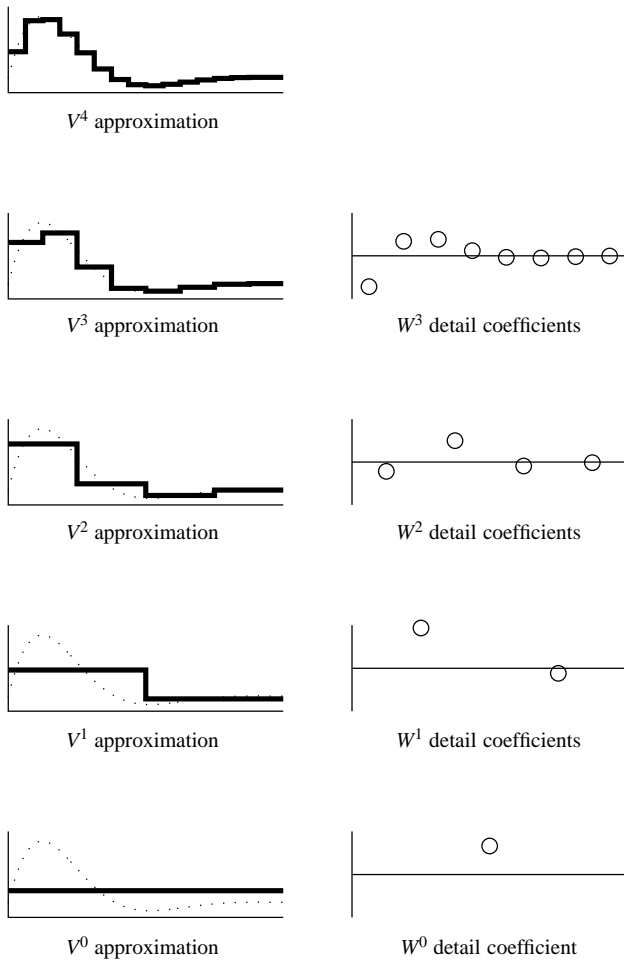 V⁴ approximation
V³ approximation
W³ detail coefficients
V² approximation
W² detail coefficients
V¹ approximation
W¹ detail coefficients
V⁰ approximation
W⁰ detail coefficient